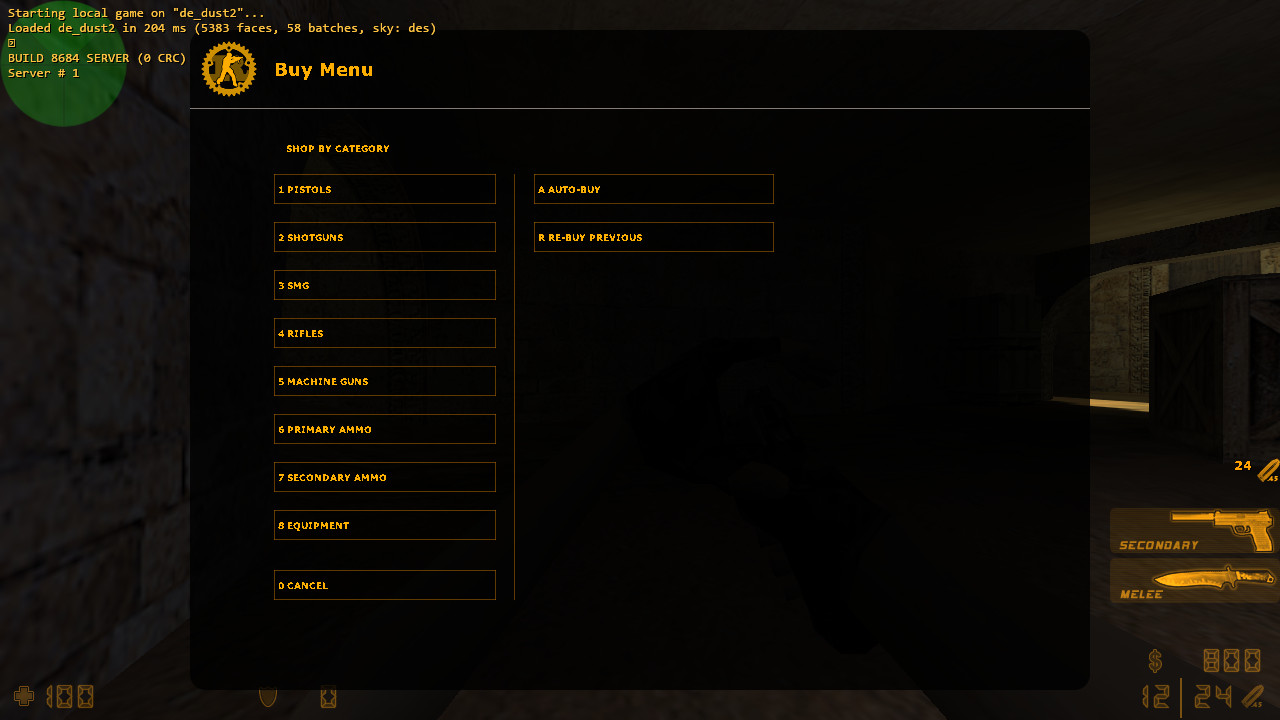 Starting local game on "de_dust2"...
Loaded de_dust2 in 204 ms (5383 faces, 58 batches, sky: des)
BUILD 8684 SERVER (0 CRC)
Server # 1
Buy Menu
SHOP BY CATEGORY
1 PISTOLS
A AUTO-BUY
2 SHOTGUNS
R RE-BUY PREVIOUS
3 SMG
4 RIFLES
5 MACHINE GUNS
6 PRIMARY AMMO
7 SECONDARY AMMO
8 EQUIPMENT
0 CANCEL
24
.45
SECONDARY
MELEE
$ 800
100
0
12 | 24
.45